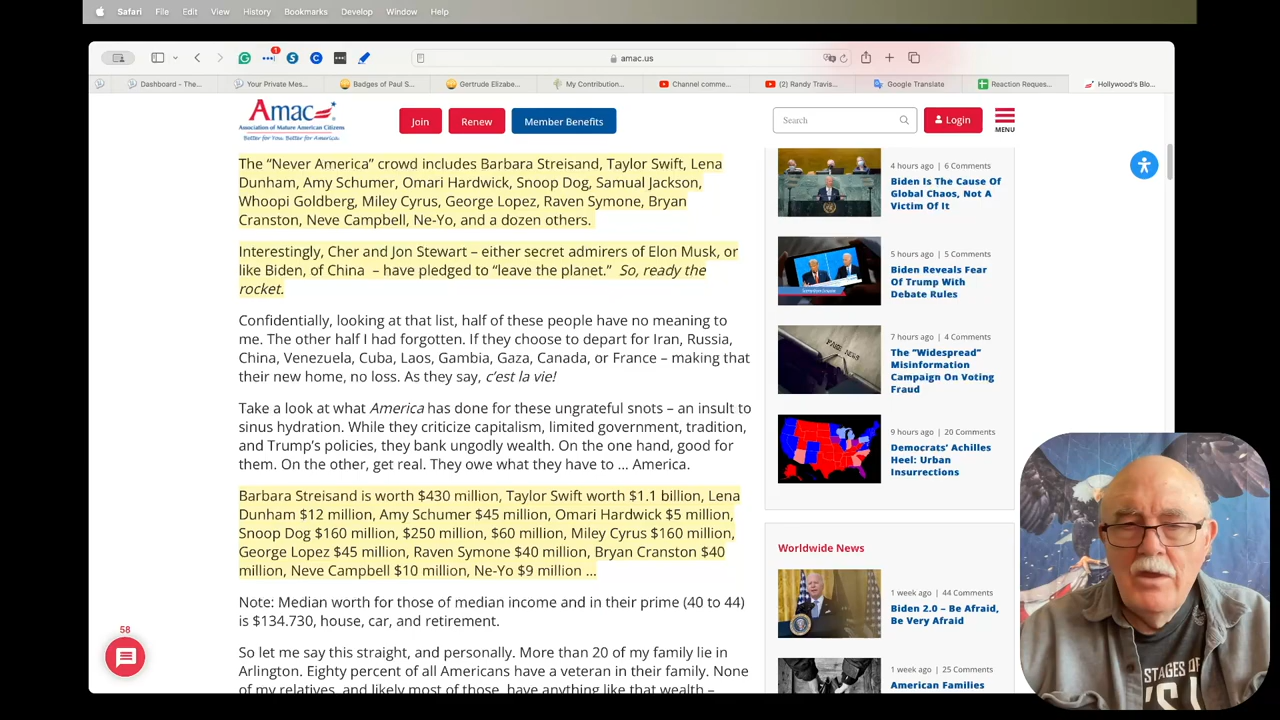 Safari File Edit View History Bookmarks Develop Window Help
1
amac.us
Dashboard - The...
Your Private Mes...
Badges of Paul S...
Gertrude Elizabe...
My Contribution...
Channel comme...
(2) Randy Travis...
Google Translate
Reaction Reques...
Hollywood's Blo...
Amac
Association of Mature American Citizens
Better for You. Better for America.
Join
Renew
Member Benefits
Search
Login
MENU
The “Never America” crowd includes Barbara Streisand, Taylor Swift, Lena
Dunham, Amy Schumer, Omari Hardwick, Snoop Dog, Samual Jackson,
Whoopi Goldberg, Miley Cyrus, George Lopez, Raven Symone, Bryan
Cranston, Neve Campbell, Ne-Yo, and a dozen others.
Interestingly, Cher and Jon Stewart – either secret admirers of Elon Musk, or
like Biden, of China – have pledged to “leave the planet.” So, ready the
rocket.
Confidentially, looking at that list, half of these people have no meaning to
me. The other half I had forgotten. If they choose to depart for Iran, Russia,
China, Venezuela, Cuba, Laos, Gambia, Gaza, Canada, or France – making that
their new home, no loss. As they say, c’est la vie!
Take a look at what America has done for these ungrateful snots – an insult to
sinus hydration. While they criticize capitalism, limited government, tradition,
and Trump’s policies, they bank ungodly wealth. On the one hand, good for
them. On the other, get real. They owe what they have to … America.
Barbara Streisand is worth $430 million, Taylor Swift worth $1.1 billion, Lena
Dunham $12 million, Amy Schumer $45 million, Omari Hardwick $5 million,
Snoop Dog $160 million, $250 million, $60 million, Miley Cyrus $160 million,
George Lopez $45 million, Raven Symone $40 million, Bryan Cranston $40
million, Neve Campbell $10 million, Ne-Yo $9 million …
Note: Median worth for those of median income and in their prime (40 to 44)
is $134.730, house, car, and retirement.
So let me say this straight, and personally. More than 20 of my family lie in
Arlington. Eighty percent of all Americans have a veteran in their family. None
of my relatives, and likely most of those, have anything like that wealth –
58
4 hours ago | 6 Comments
Biden Is The Cause Of
Global Chaos, Not A
Victim Of It
5 hours ago | 5 Comments
Biden Reveals Fear
Of Trump With
Debate Rules
7 hours ago | 4 Comments
The “Widespread”
Misinformation
Campaign On Voting
Fraud
9 hours ago | 20 Comments
Democrats’ Achilles
Heel: Urban
Insurrections
Worldwide News
1 week ago | 44 Comments
Biden 2.0 – Be Afraid,
Be Very Afraid
1 week ago | 25 Comments
American Families
STAGES OF